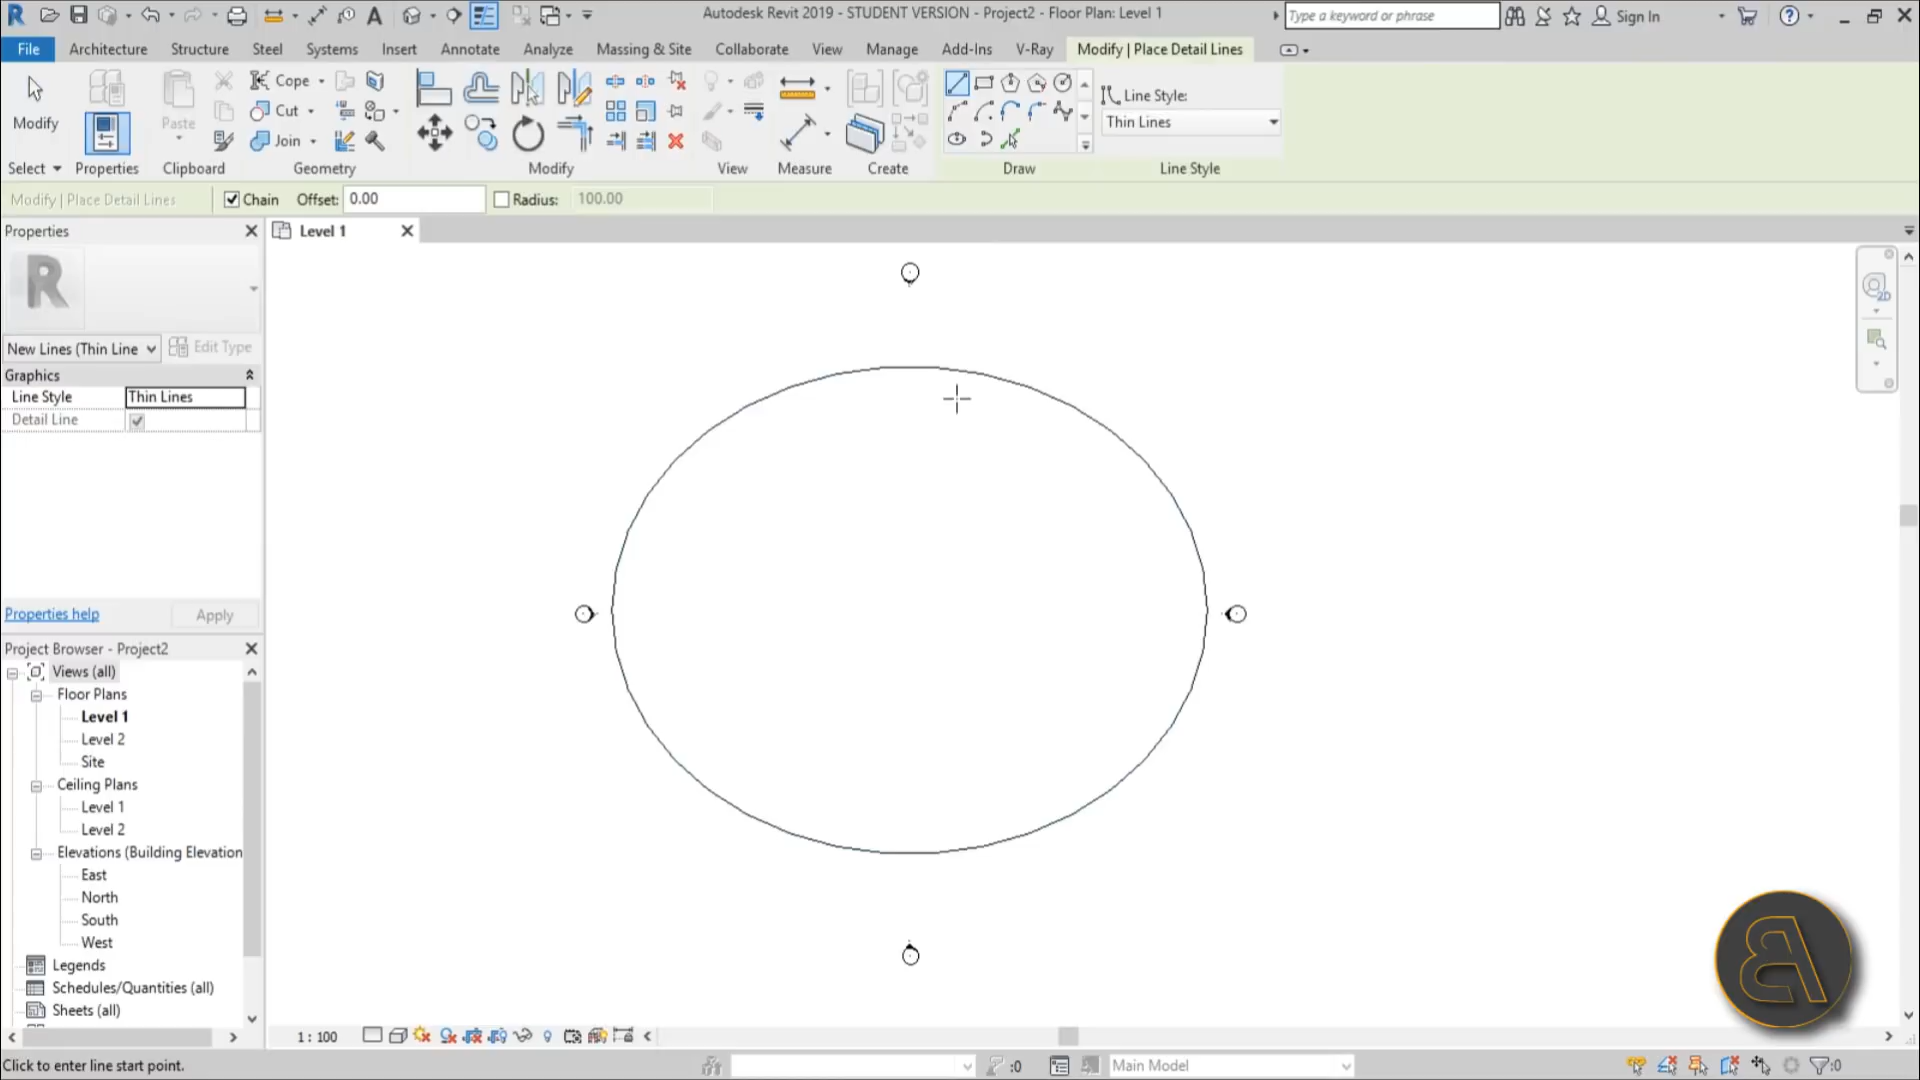 Autodesk Revit 2019 - STUDENT VERSION - Project2 - Floor Plan: Level 1
Type a keyword or phrase
Sign In
File
Architecture
Structure
Steel
Systems
Insert
Annotate
Analyze
Massing & Site
Collaborate
View
Manage
Add-Ins
V-Ray
Modify | Place Detail Lines
Modify
Paste
Cope
Cut
Join
Line Style:
Thin Lines
Select
Properties
Clipboard
Geometry
Modify
View
Measure
Create
Draw
Line Style
Modify | Place Detail Lines
Chain
Offset:
0.00
Radius:
100.00
Properties
Level 1
R
New Lines (Thin Line
Edit Type
Graphics
Line Style
Thin Lines
Detail Line
Properties help
Apply
Project Browser - Project2
Views (all)
Floor Plans
Level 1
Level 2
Site
Ceiling Plans
Level 1
Level 2
Elevations (Building Elevation
East
North
South
West
Legends
Schedules/Quantities (all)
Sheets (all)
1 : 100
2D
Click to enter line start point.
:0
Main Model
:0